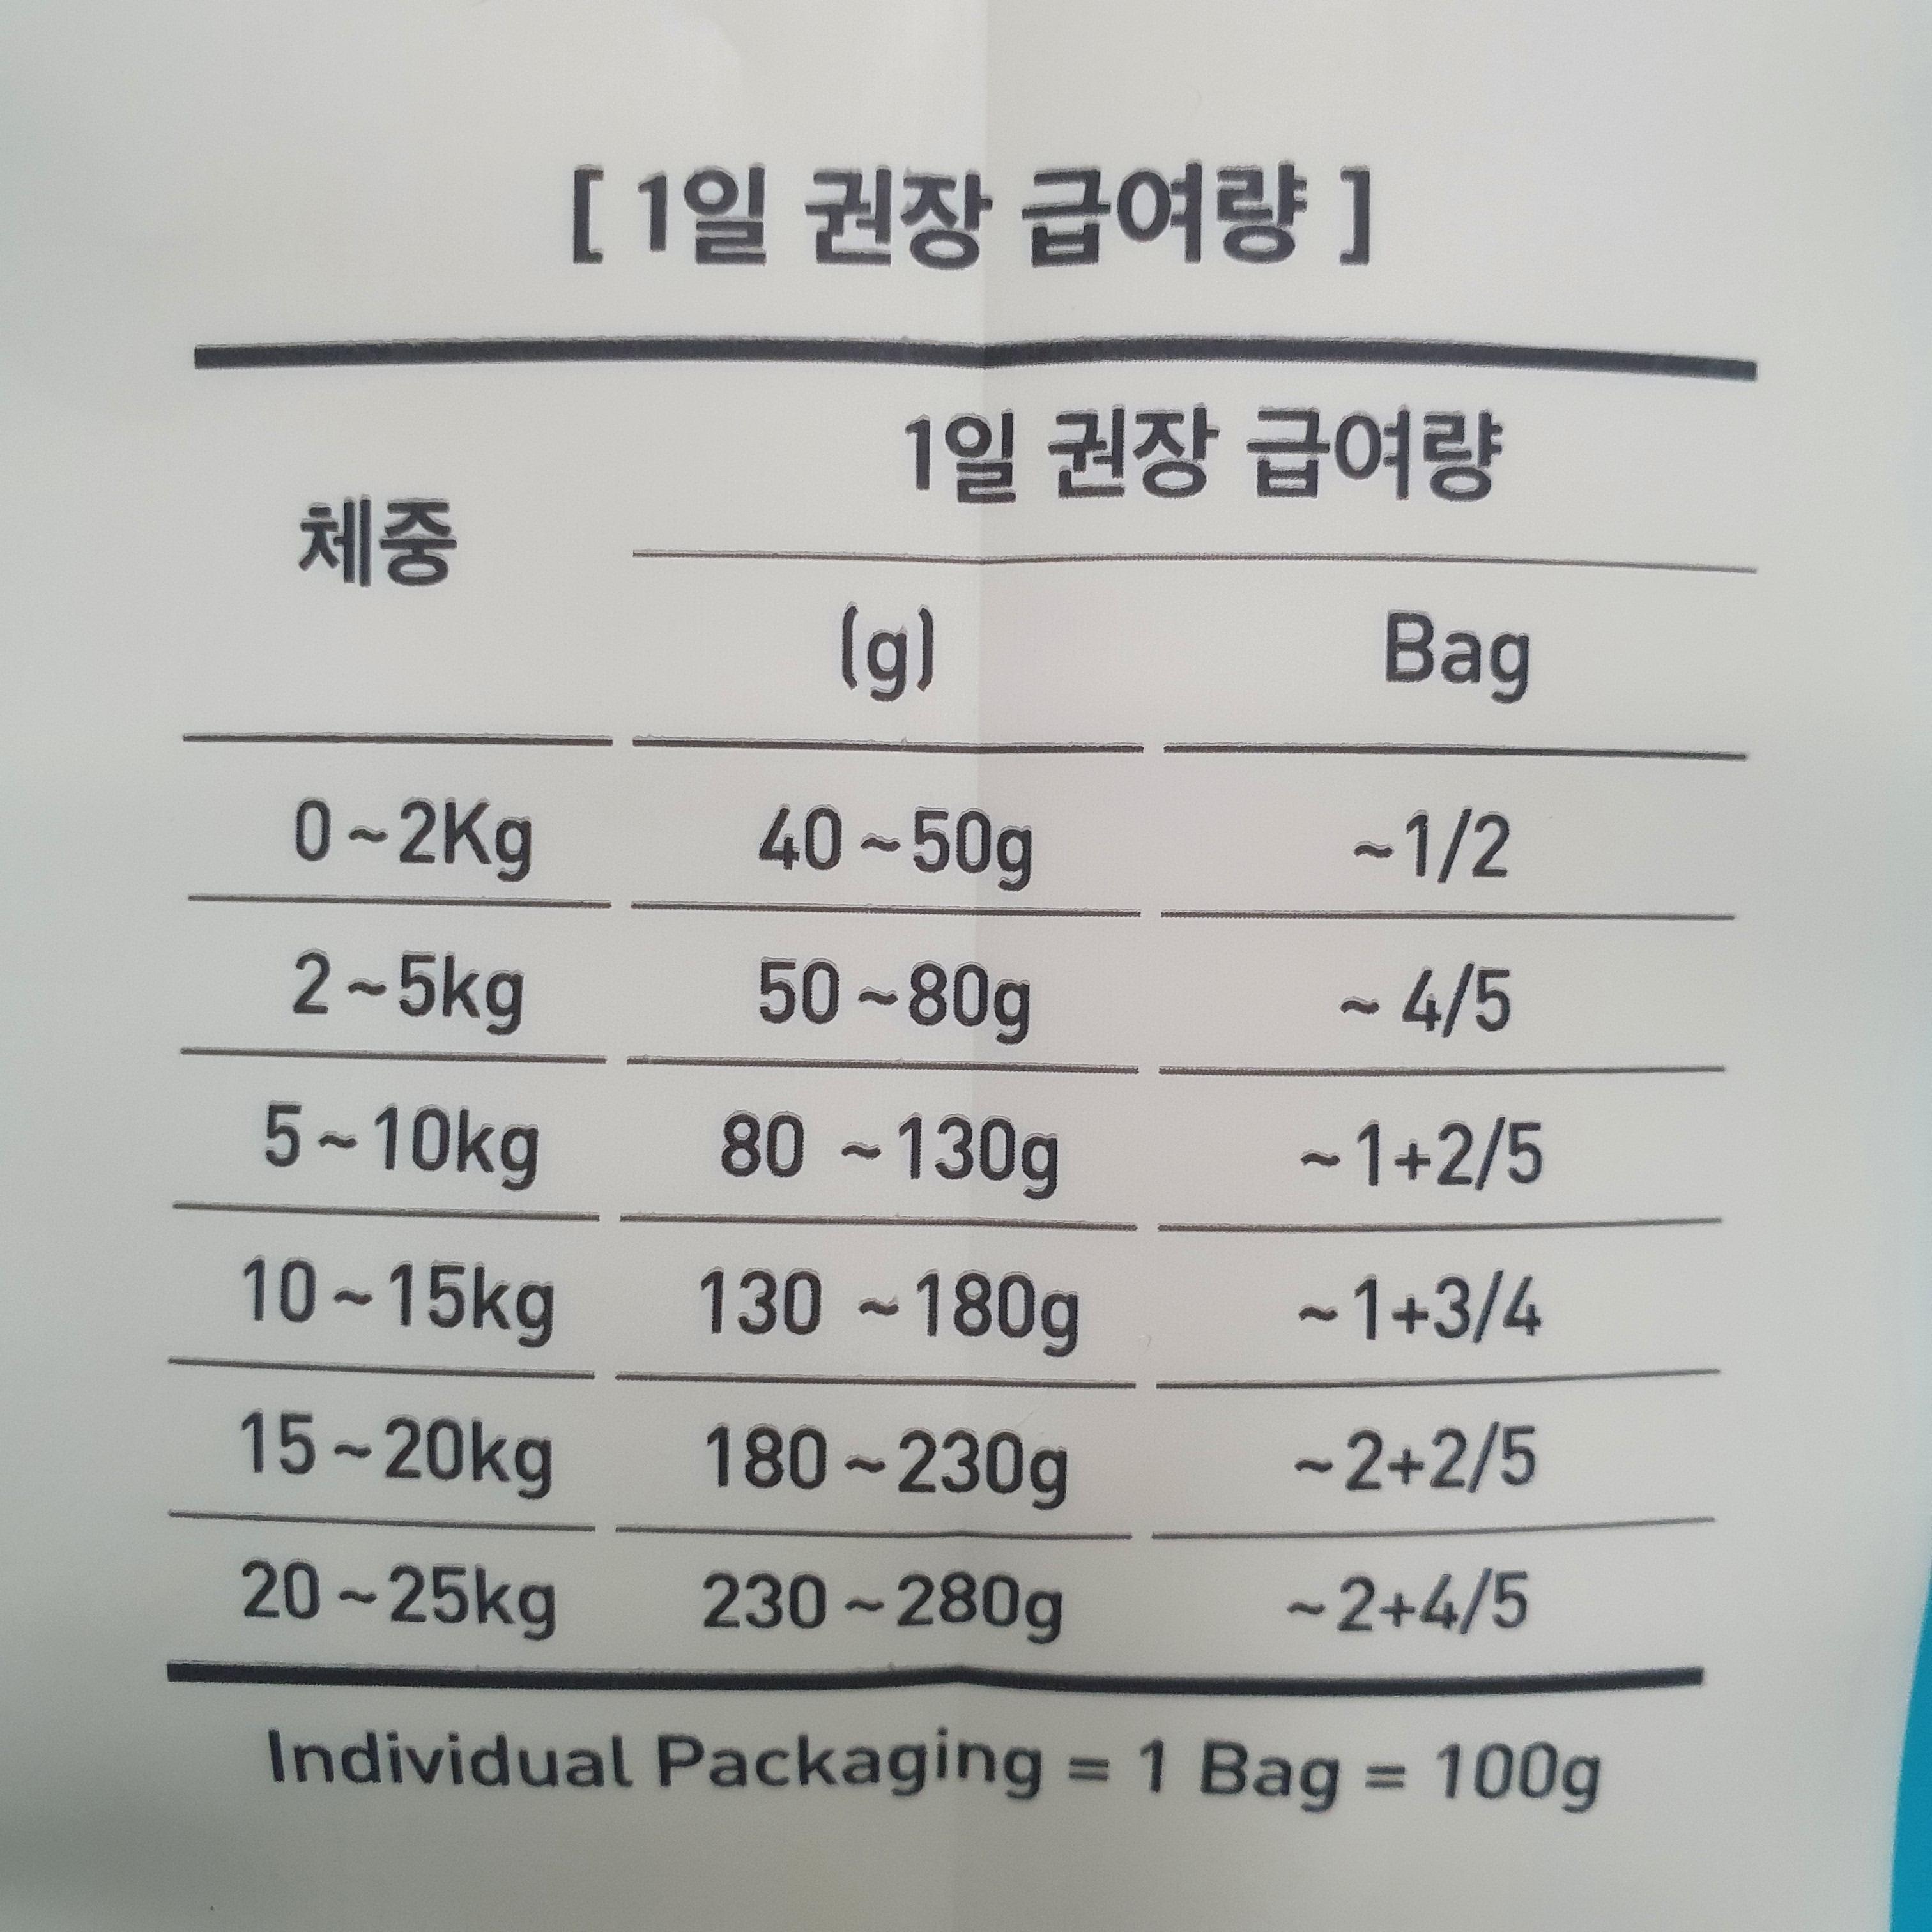 [ 1일 권장 급여량 ]
1일 권장 급여량
체중
(g) Bag
0~2Kg 40~50g ~1/2
2~5kg 50~80g ~ 4/5
5~10kg 80 ~130g ~1+2/5
10~15kg 130 ~180g ~1+3/4
15~20kg 180~230g ~2+2/5
20~25kg 230~280g ~2+4/5
Individual Packaging = 1 Bag = 100g